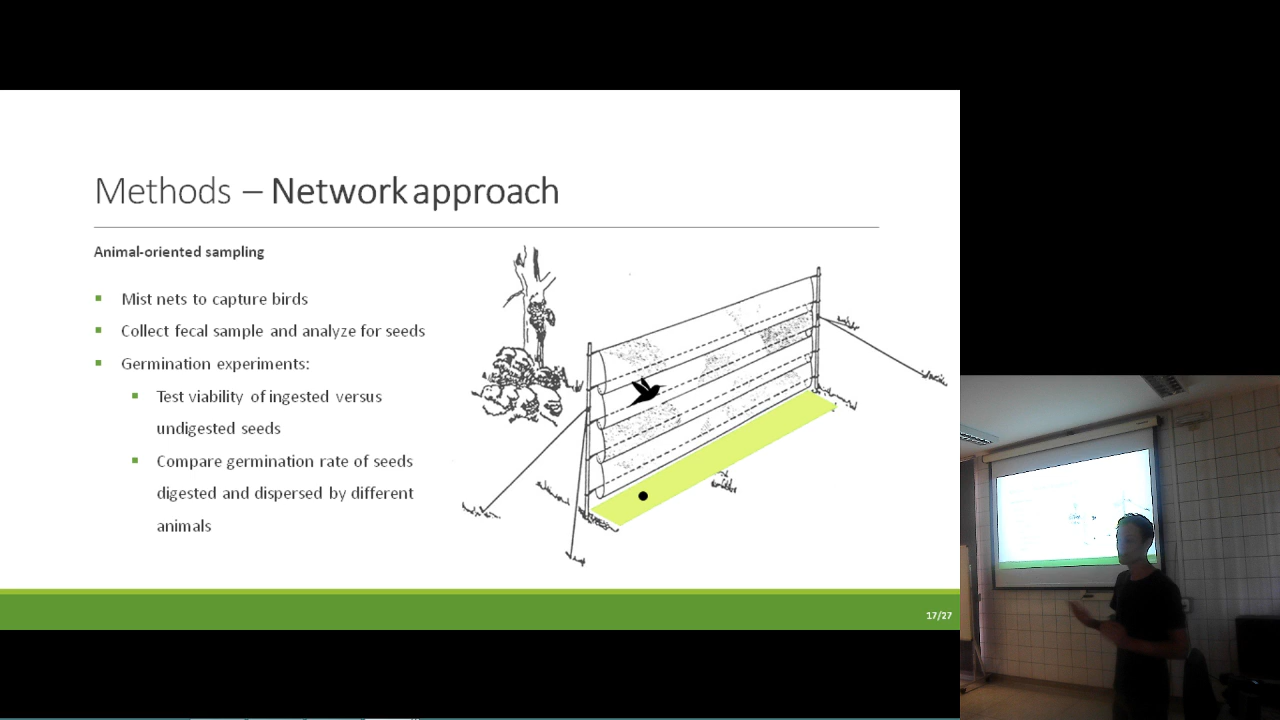 Methods – Network approach
Animal-oriented sampling
Mist nets to capture birds
Collect fecal sample and analyze for seeds
Germination experiments:
Test viability of ingested versus
undigested seeds
Compare germination rate of seeds
digested and dispersed by different
animals
17/27